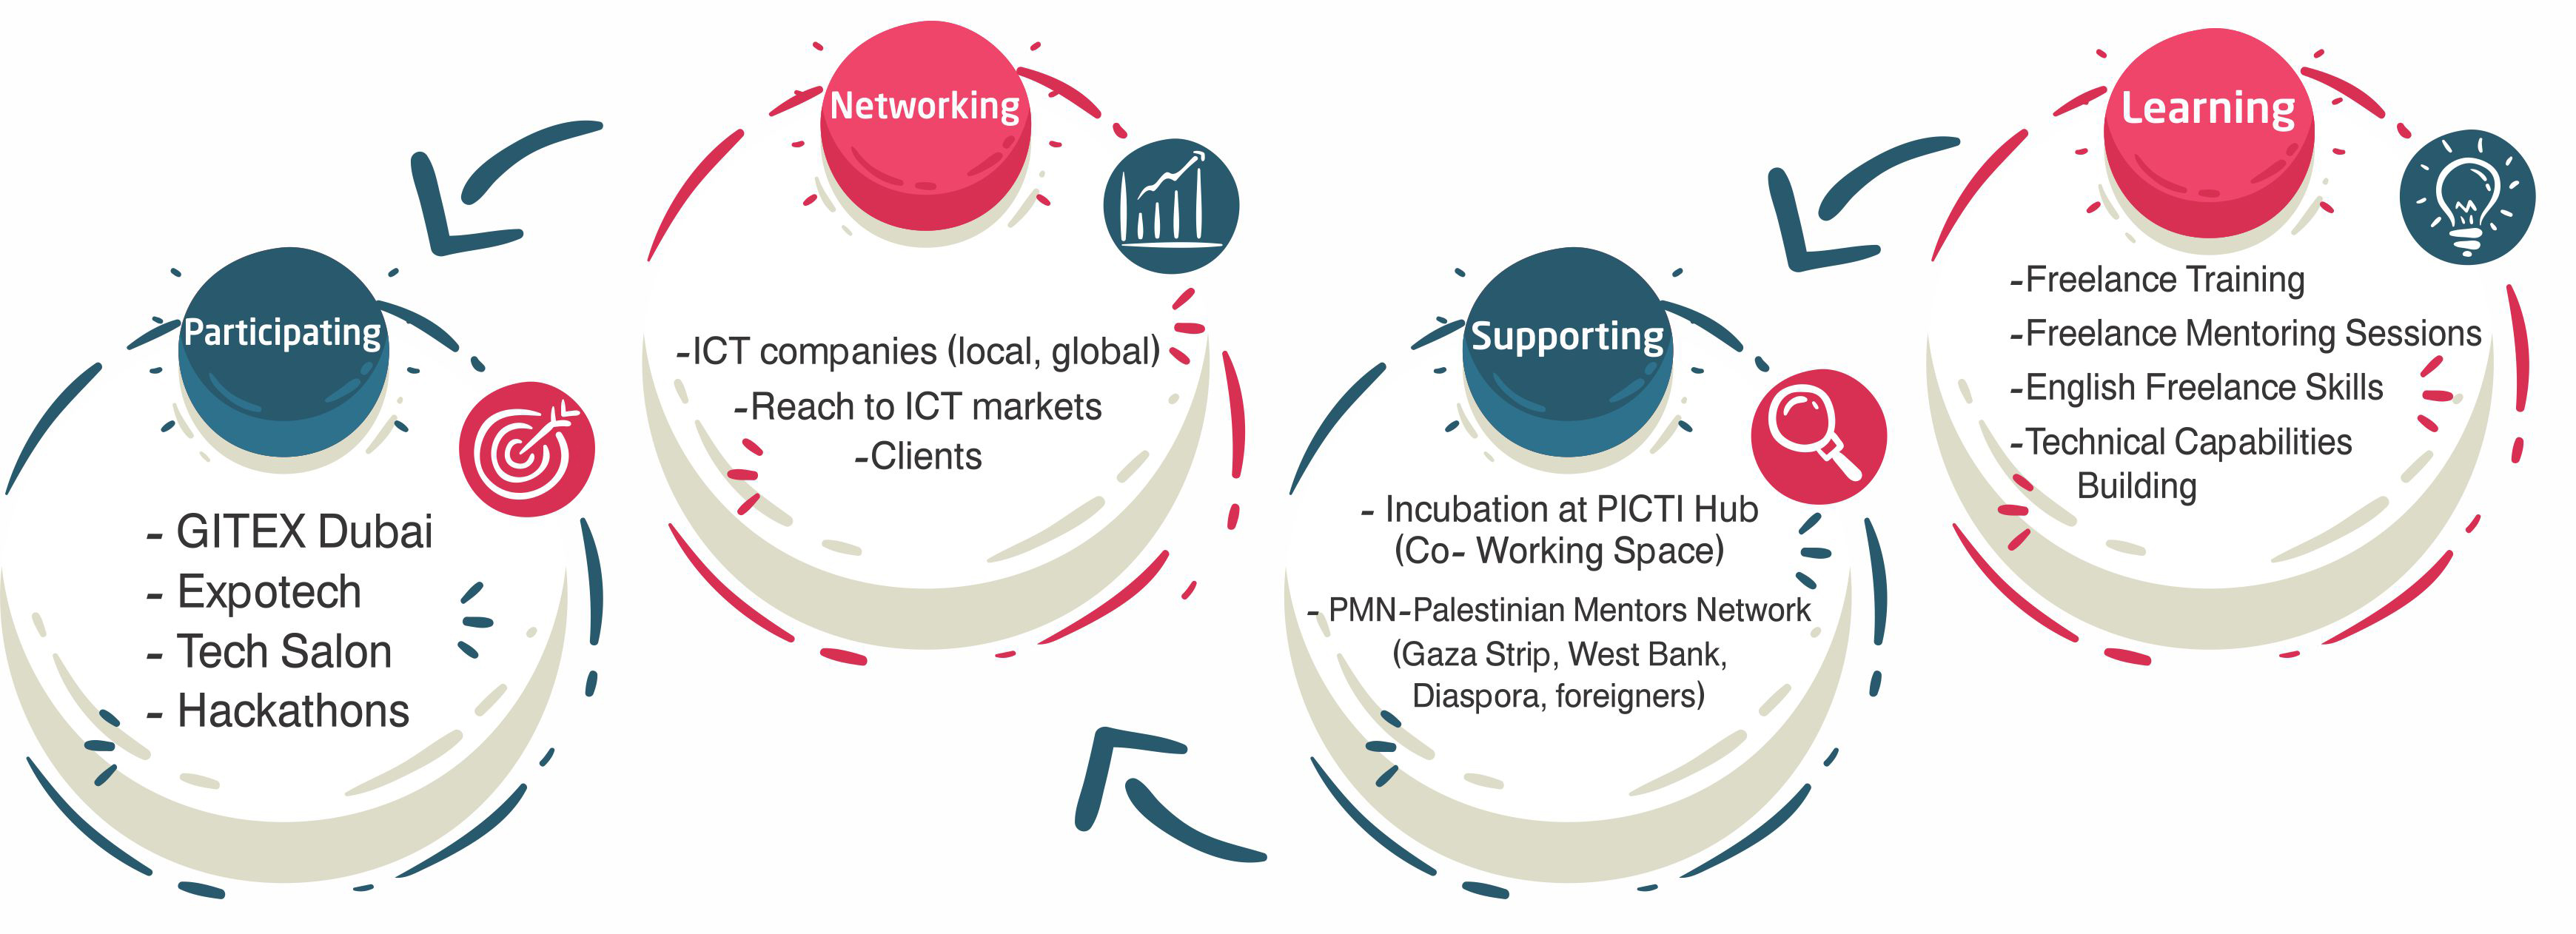 Participating
- GITEX Dubai
- Expotech
- Tech Salon
- Hackathons
Networking
-ICT companies (local, global)
-Reach to ICT markets
-Clients
Supporting
- Incubation at PICTI Hub
(Co- Working Space)
- PMN-Palestinian Mentors Network
(Gaza Strip, West Bank,
Diaspora, foreigners)
Learning
-Freelance Training
-Freelance Mentoring Sessions
-English Freelance Skills
-Technical Capabilities
Building